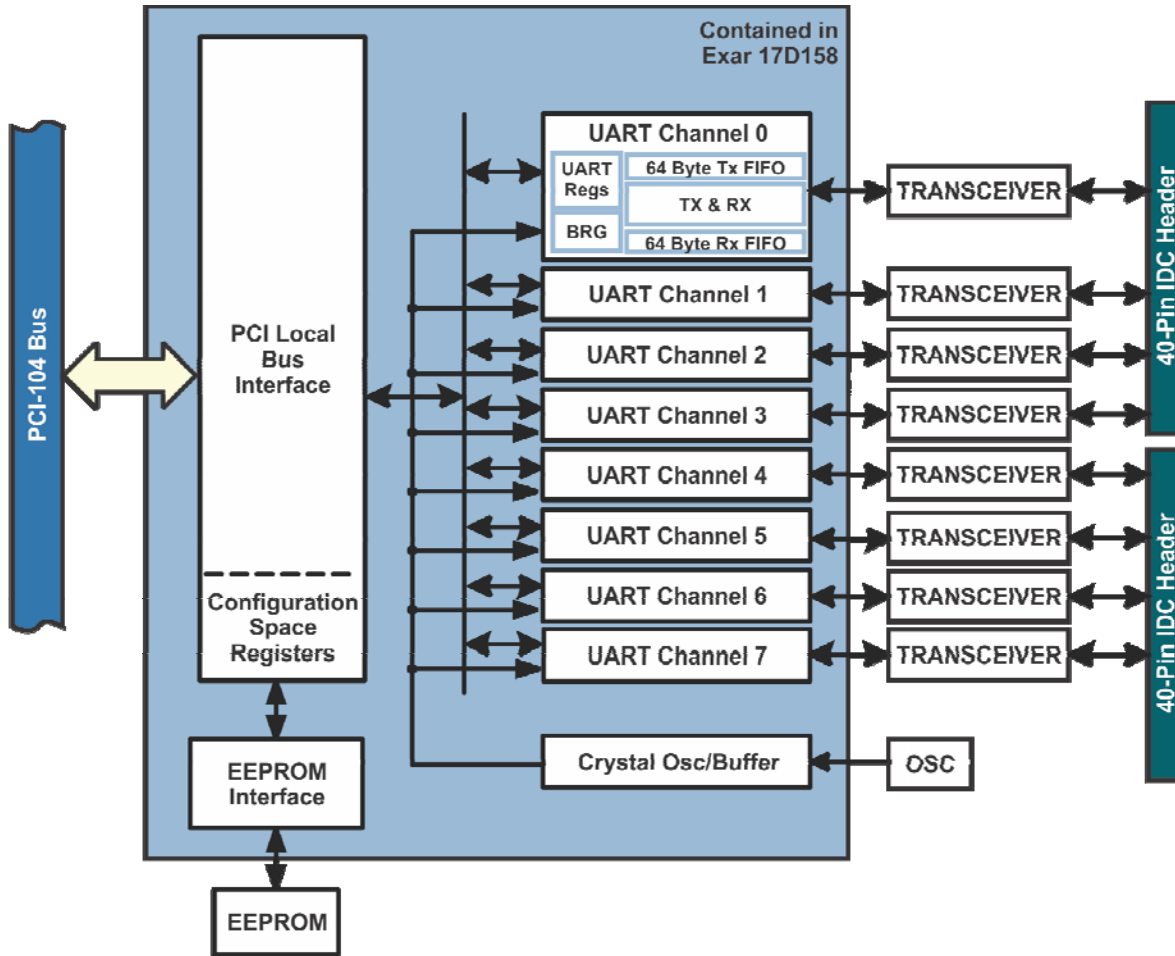 Contained in
Exar 17D158
PCI-104 Bus
PCI Local
Bus
Interface
Configuration
Space
Registers
EEPROM
Interface
EEPROM
UART Channel 0
UART
Regs
BRG
64 Byte Tx FIFO
TX & RX
64 Byte Rx FIFO
UART Channel 1
UART Channel 2
UART Channel 3
UART Channel 4
UART Channel 5
UART Channel 6
UART Channel 7
Crystal Osc/Buffer
OSC
TRANSCEIVER
TRANSCEIVER
TRANSCEIVER
TRANSCEIVER
TRANSCEIVER
TRANSCEIVER
TRANSCEIVER
TRANSCEIVER
40-Pin IDC Header
40-Pin IDC Header